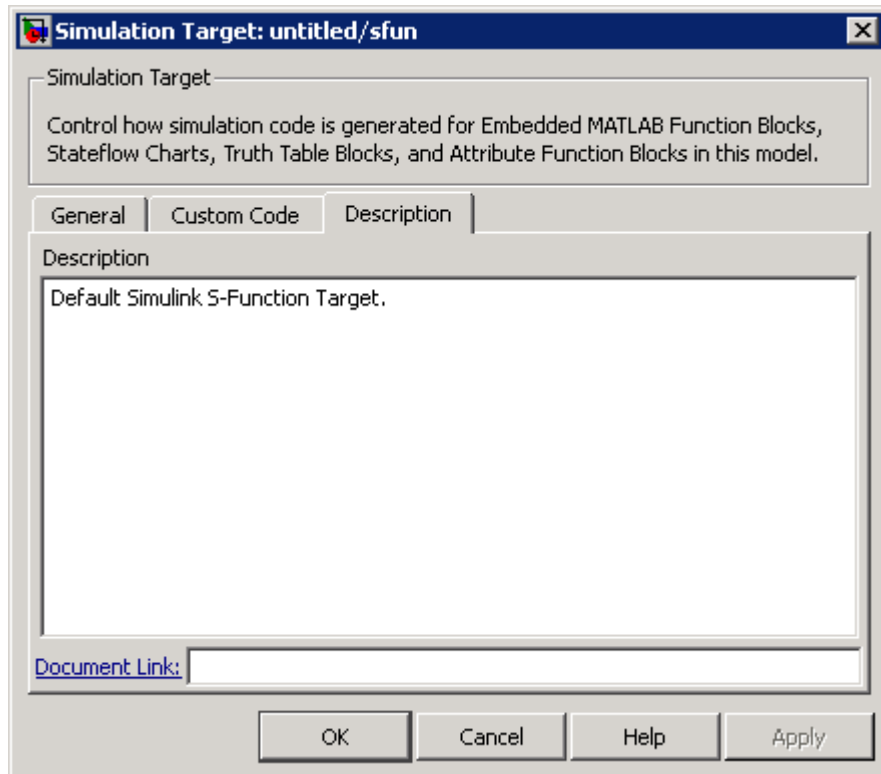 Simulation Target: untitled/sfun
Simulation Target
Control how simulation code is generated for Embedded MATLAB Function Blocks,
Stateflow Charts, Truth Table Blocks, and Attribute Function Blocks in this model.
General Custom Code Description
Description
Default Simulink S-Function Target.
Document Link:
OK Cancel Help Apply